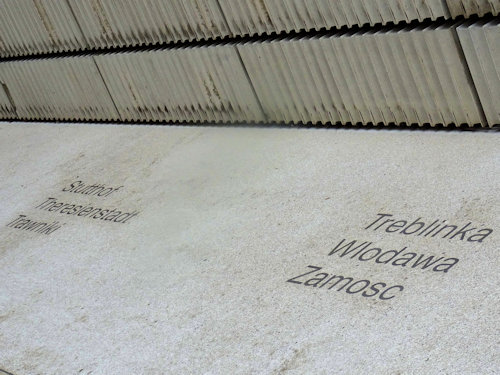 Stutthof
Theresienstadt
Trawniki
Treblinka
Wlodawa
Zamosc